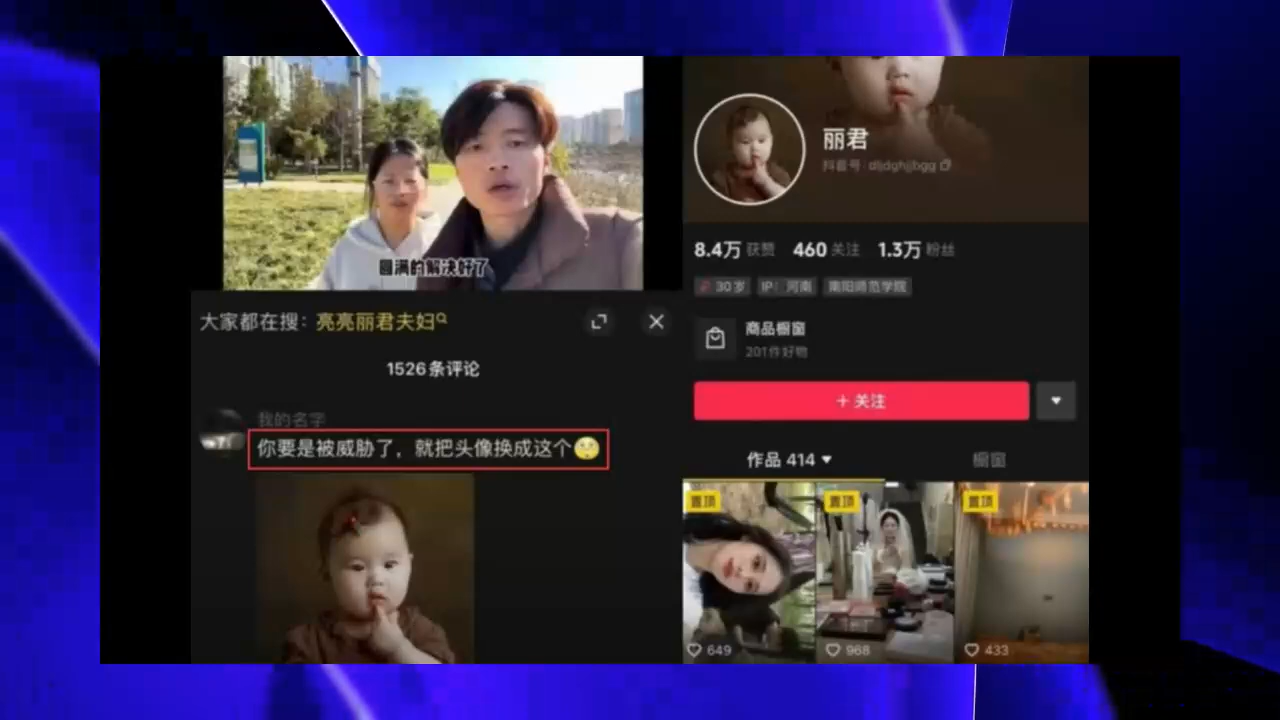 圆满的解决好了
大家都在搜：亮亮丽君夫妇
1526条评论
我的名字
你要是被威胁了，就把头像换成这个
丽君
抖音号：dljdghjjbgg
8.4万 获赞 460 关注 1.3万 粉丝
30岁 IP：河南 南阳师范学院
商品橱窗
201件好物
+ 关注
作品 414 橱窗
置顶 置顶 置顶
649 968 433